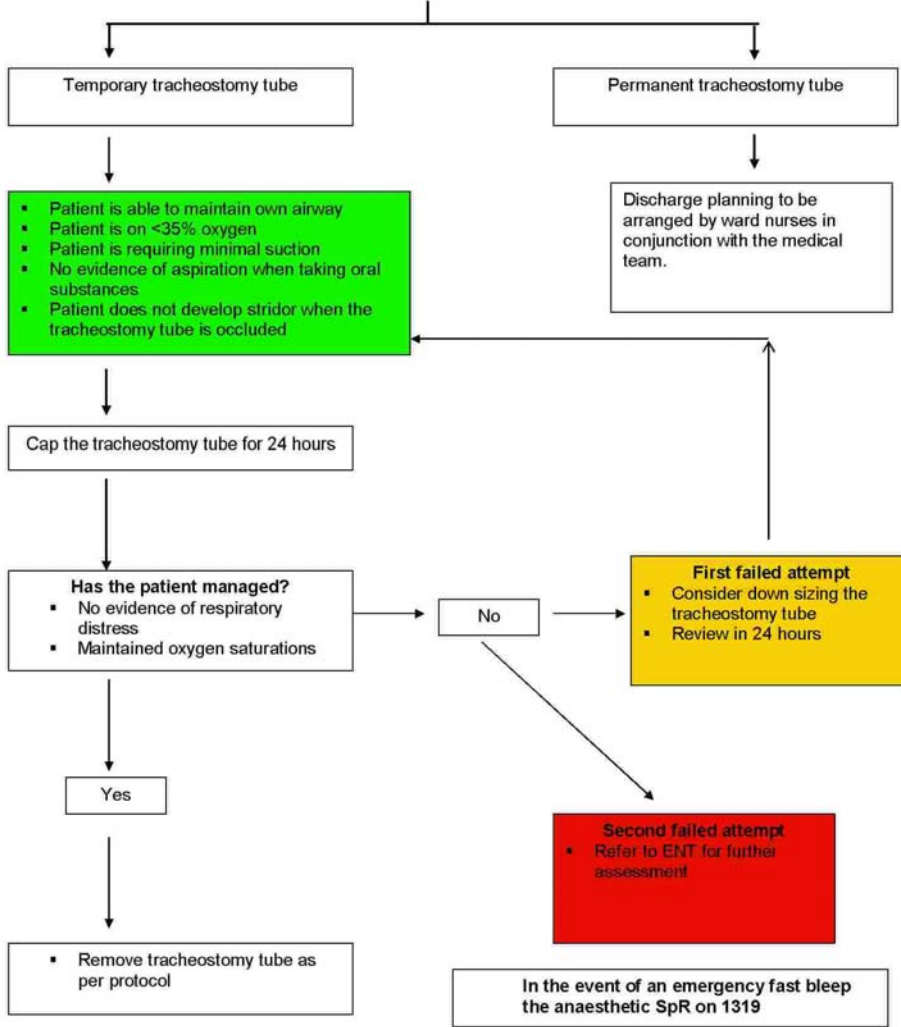 Temporary tracheostomy tube
Permanent tracheostomy tube
▪ Patient is able to maintain own airway
▪ Patient is on <35% oxygen
▪ Patient is requiring minimal suction
▪ No evidence of aspiration when taking oral
substances
▪ Patient does not develop stridor when the
tracheostomy tube is occluded
Discharge planning to be
arranged by ward nurses in
conjunction with the medical
team.
Cap the tracheostomy tube for 24 hours
Has the patient managed?
▪ No evidence of respiratory
distress
▪ Maintained oxygen saturations
No
First failed attempt
▪ Consider down sizing the
tracheostomy tube
▪ Review in 24 hours
Yes
Second failed attempt
▪ Refer to ENT for further
assessment
▪ Remove tracheostomy tube as
per protocol
In the event of an emergency fast bleep
the anaesthetic SpR on 1319